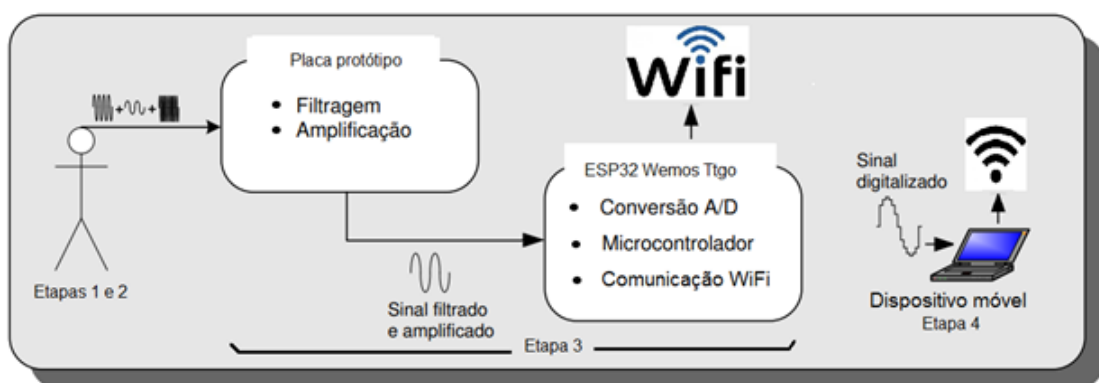 Placa protótipo
• Filtragem
• Amplificação
Etapas 1 e 2
Sinal filtrado
e amplificado
Wifi
ESP32 Wemos Ttgo
• Conversão A/D
• Microcontrolador
• Comunicação WiFi
Etapa 3
Sinal
digitalizado
Dispositivo móvel
Etapa 4